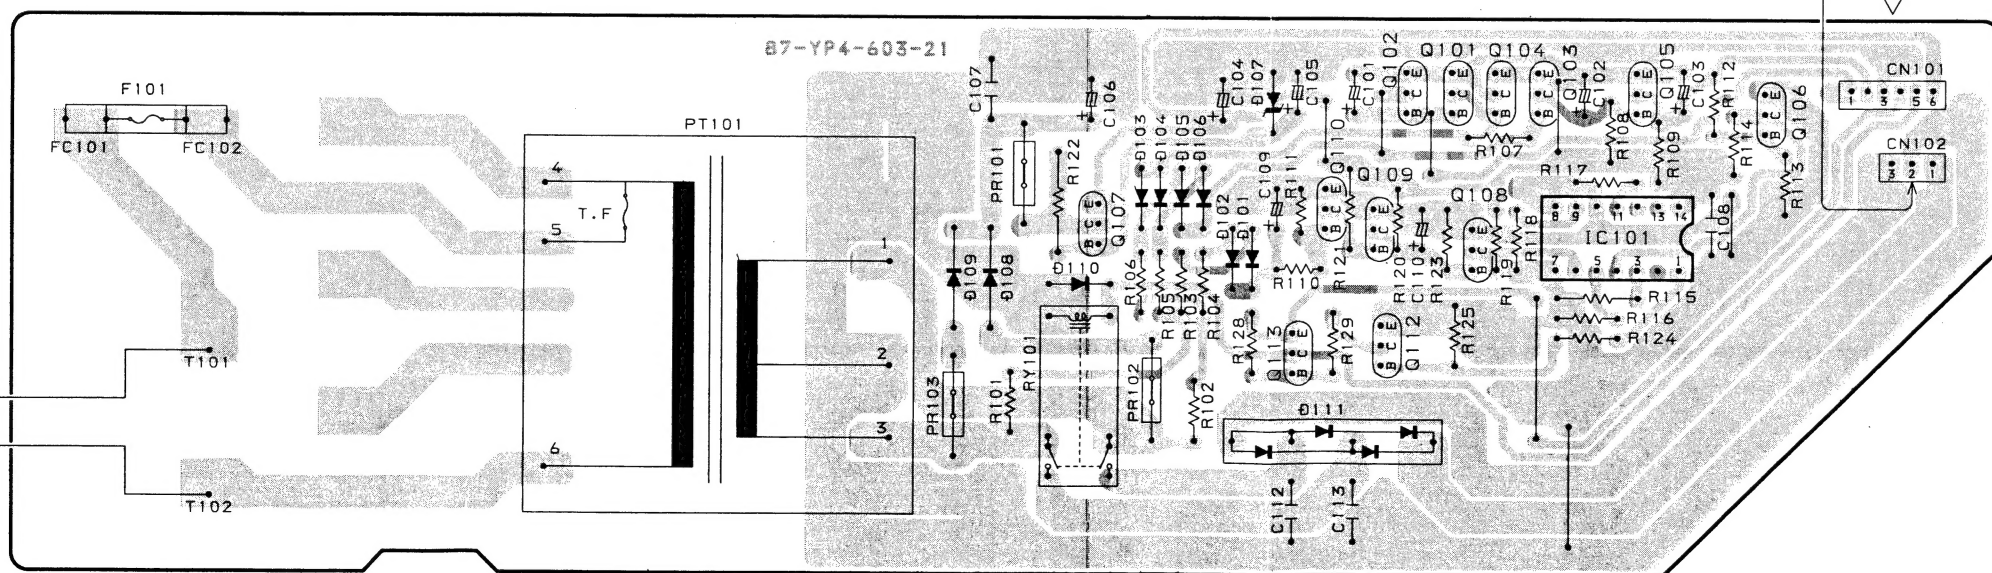 87-YP4-603-21
F101
FC101
FC102
PT101
4
T.F
5
6
1
2
3
T101
T102
C107
C106
PR101
R122
Q107
B C E
D109
D108
D110
RY101
PR103
R101
PR102
R102
D103
D104
D105
D106
R106
R105
R103
R104
C104
D107
C105
C101
D102
D101
C109
R111
Q110
B C E
R121
R110
Q109
B C E
R120
C110
R123
Q108
B C E
R119
R118
R128
Q113
B C E
R129
Q112
B C E
R125
D111
C112
C113
Q102
B C E
Q101
B C E
Q104
B C E
Q103
B C E
C102
Q105
B C E
C103
R112
R114
Q106
B C E
R107
R108
R109
R117
R113
8 9 11 13 14
IC101
7 5 3 1
C108
R115
R116
R124
CN101
1 3 5 6
CN102
3 2 1